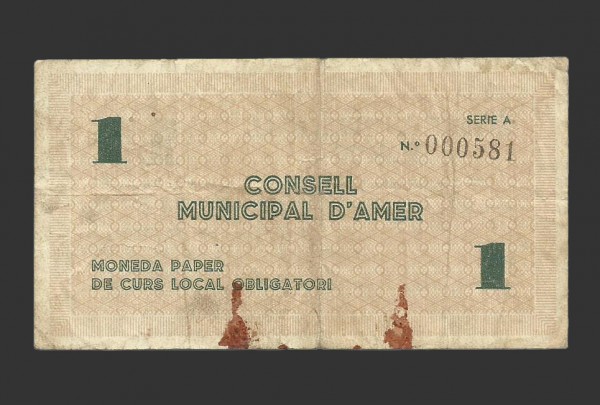 1
SERIE A
N.º 000581
CONSELL
MUNICIPAL D'AMER
MONEDA PAPER
DE CURS LOCAL OBLIGATORI
1